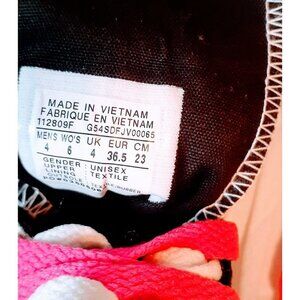 MADE IN VIETNAM
FABRIQUE EN VIETNAM
112809F G54SDFJV00065
MENS WO'S UK EUR CM
4 6 4 36.5 23
GENDER UNISEX
UPPER TEXTILE
LINING